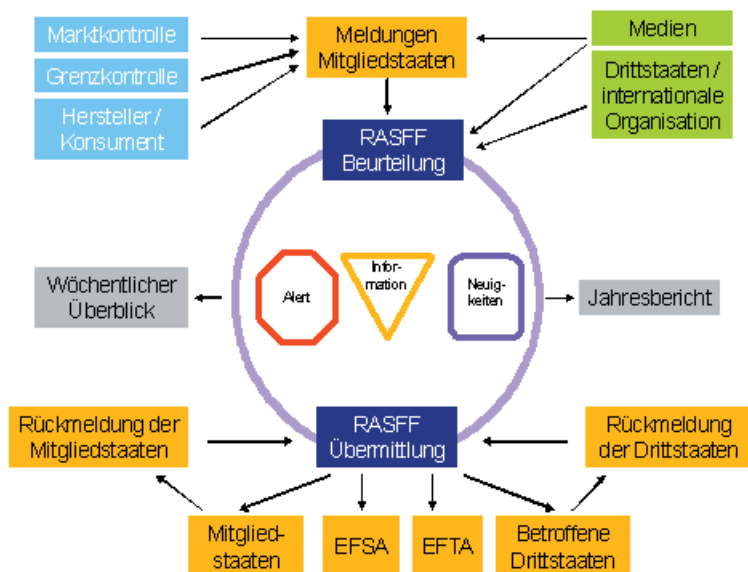 Marktkontrolle
Grenzkontrolle
Hersteller /
Konsument
Meldungen
Mitgliedstaaten
Medien
Drittstaaten /
internationale
Organisation
RASFF
Beurteilung
Alert
Infor-
mation
Neuig-
keiten
Wöchentlicher
Überblick
Jahresbericht
RASFF
Übermittlung
Rückmeldung der
Mitgliedstaaten
Rückmeldung
der Drittstaaten
Mitglied-
staaten
EFSA
EFTA
Betroffene
Drittstaaten